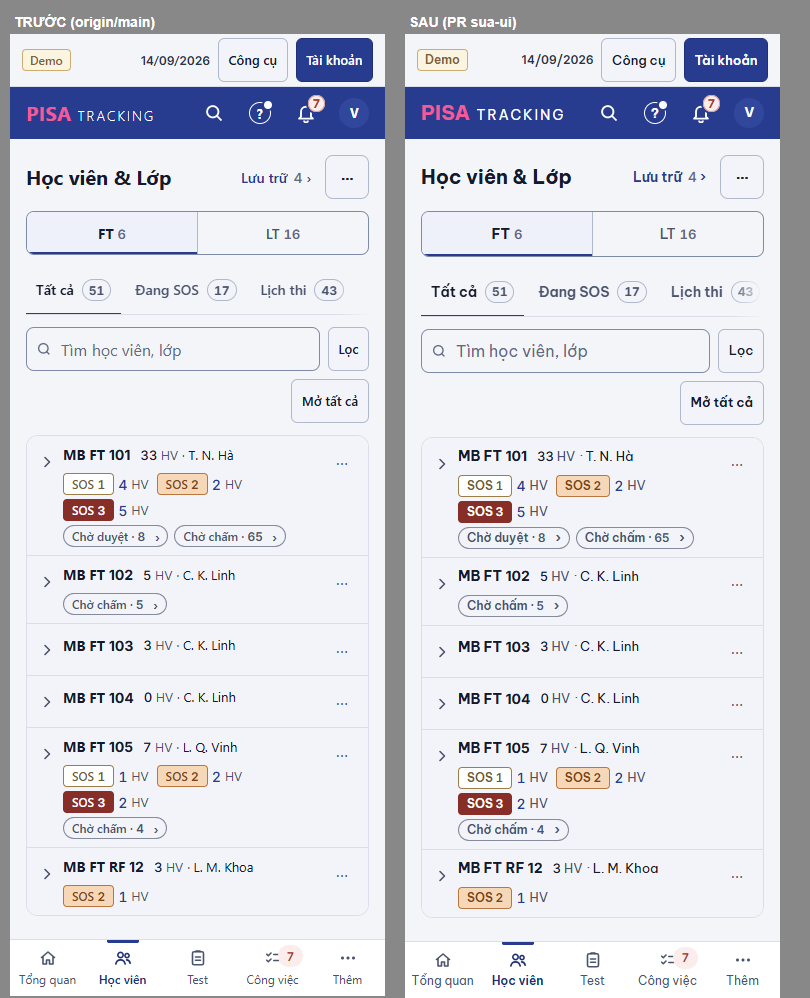 TRƯỚC (origin/main)
Demo 14/09/2026 Công cụ Tài khoản
PISA TRACKING ? 7 V
Học viên & Lớp Lưu trữ 4 › ...
FT 6 LT 16
Tất cả 51 Đang SOS 17 Lịch thi 43
Tìm học viên, lớp Lọc
Mở tất cả
MB FT 101 33 HV · T. N. Hà ...
SOS 1 4 HV SOS 2 2 HV
SOS 3 5 HV
Chờ duyệt · 8 › Chờ chấm · 65 ›
MB FT 102 5 HV · C. K. Linh ...
Chờ chấm · 5 ›
MB FT 103 3 HV · C. K. Linh ...
MB FT 104 0 HV · C. K. Linh ...
MB FT 105 7 HV · L. Q. Vinh ...
SOS 1 1 HV SOS 2 2 HV
SOS 3 2 HV
Chờ chấm · 4 ›
MB FT RF 12 3 HV · L. M. Khoa ...
SOS 2 1 HV
Tổng quan Học viên Test Công việc 7 Thêm
SAU (PR sua-ui)
Demo 14/09/2026 Công cụ Tài khoản
PISA TRACKING ? 7 V
Học viên & Lớp Lưu trữ 4 › ...
FT 6 LT 16
Tất cả 51 Đang SOS 17 Lịch thi 43
Tìm học viên, lớp Lọc
Mở tất cả
MB FT 101 33 HV · T. N. Hà ...
SOS 1 4 HV SOS 2 2 HV
SOS 3 5 HV
Chờ duyệt · 8 › Chờ chấm · 65 ›
MB FT 102 5 HV · C. K. Linh ...
Chờ chấm · 5 ›
MB FT 103 3 HV · C. K. Linh ...
MB FT 104 0 HV · C. K. Linh ...
MB FT 105 7 HV · L. Q. Vinh ...
SOS 1 1 HV SOS 2 2 HV
SOS 3 2 HV
Chờ chấm · 4 ›
MB FT RF 12 3 HV · L. M. Khoa ...
SOS 2 1 HV
Tổng quan Học viên Test Công việc 7 Thêm